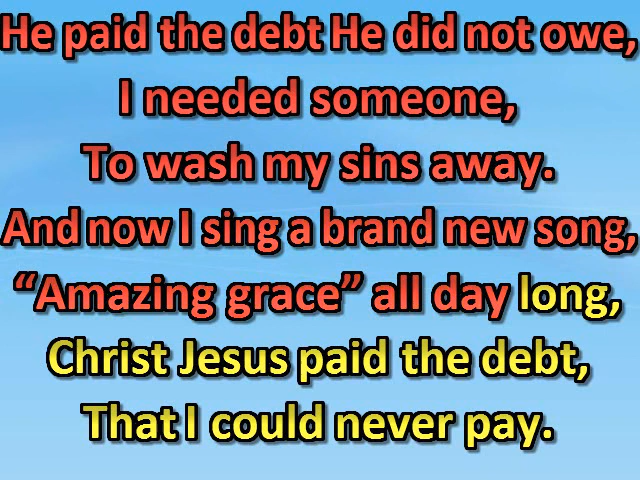 He paid the debt He did not owe,
I needed someone,
To wash my sins away.
And now I sing a brand new song,
“Amazing grace” all day long,
Christ Jesus paid the debt,
That I could never pay.